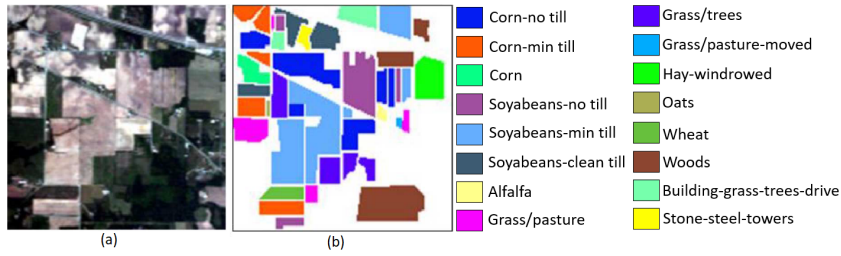 Corn-no till
Corn-min till
Corn
Soyabeans-no till
Soyabeans-min till
Soyabeans-clean till
Alfalfa
Grass/pasture
Grass/trees
Grass/pasture-moved
Hay-windrowed
Oats
Wheat
Woods
Building-grass-trees-drive
Stone-steel-towers
(a)
(b)